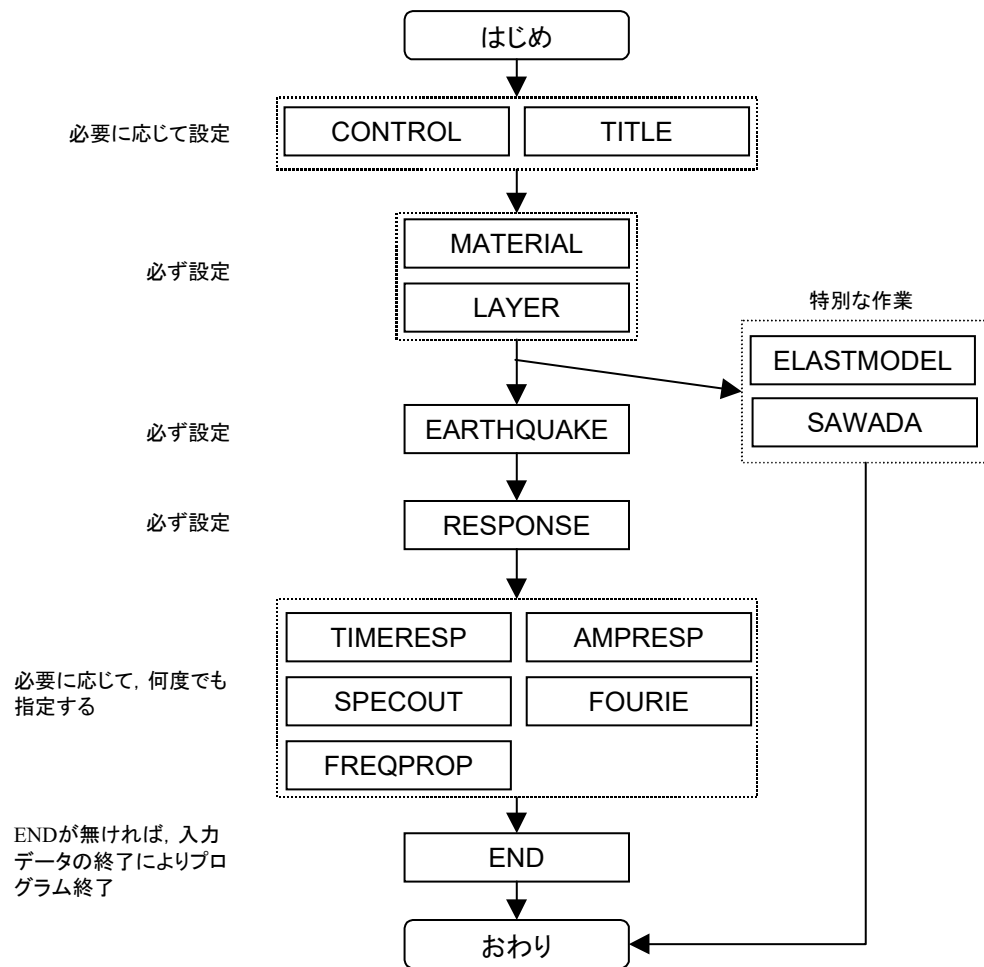 はじめ
必要に応じて設定
CONTROL
TITLE
必ず設定
MATERIAL
LAYER
特別な作業
ELASTMODEL
SAWADA
必ず設定
EARTHQUAKE
必ず設定
RESPONSE
必要に応じて，何度でも
指定する
TIMERESP
AMPRESP
SPECOUT
FOURIE
FREQPROP
ENDが無ければ，入力
データの終了によりプロ
グラム終了
END
おわり